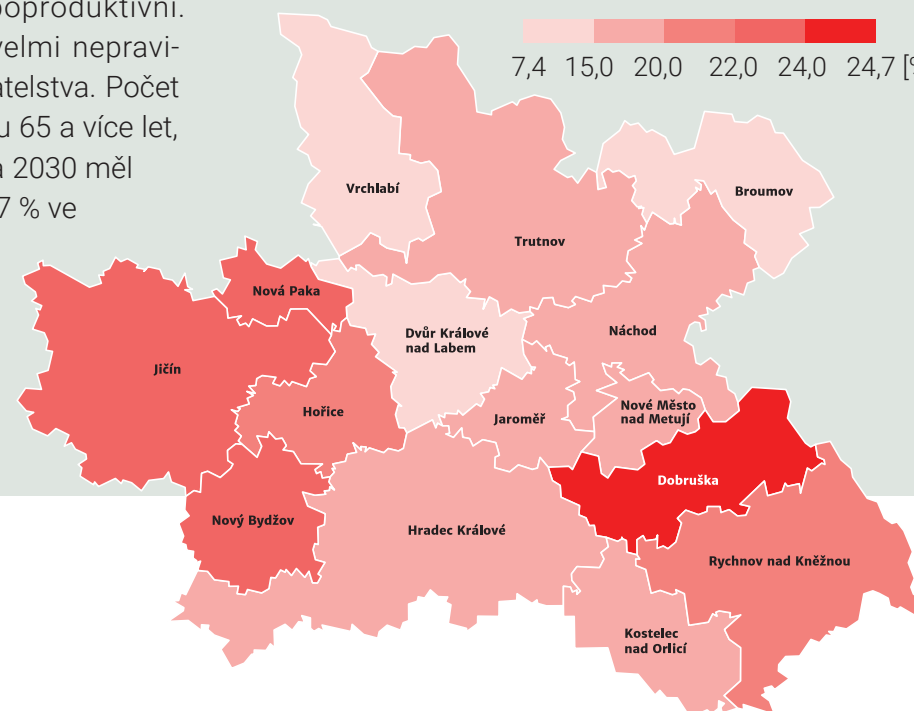 poproduktivní.
velmi nepravi-
atelstva. Počet
u 65 a více let,
a 2030 měl
7 % ve
7,4 15,0 20,0 22,0 24,0 24,7 [%
Vrchlabí
Broumov
Trutnov
Nová Paka
Dvůr Králové
nad Labem
Náchod
Jičín
Hořice
Jaroměř
Nové Město
nad Metují
Dobruška
Nový Bydžov
Hradec Králové
Rychnov nad Kněžnou
Kostelec
nad Orlicí